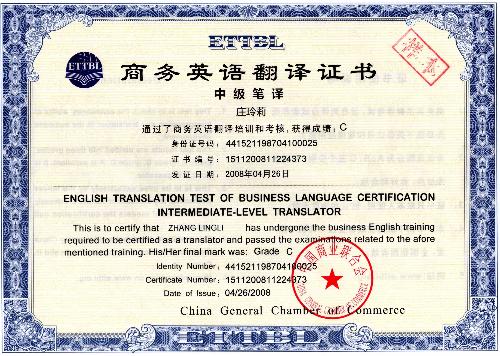 ETTBL
ETTBL
样本
商务英语翻译证书
中级笔译
庄玲莉
通过了商务英语翻译培训和考核,获得成绩: C
身份证号码: 441521198704100025
证书编号: 1511200811224373
发证日期: 2008年04月26日
ENGLISH TRANSLATION TEST OF BUSINESS LANGUAGE CERTIFICATION
INTERMEDIATE-LEVEL TRANSLATOR
This is to certify that ZHANG LINGLI has undergone the business English training
required to be certified as a translator and passed the examinations related to the afore
mentioned training. His/Her final mark was: Grade C
Identity Number: 441521198704100025
Certificate Number: 1511200811224373
Date of Issue: 04/26/2008
China General Chamber of Commerce
ETTBL